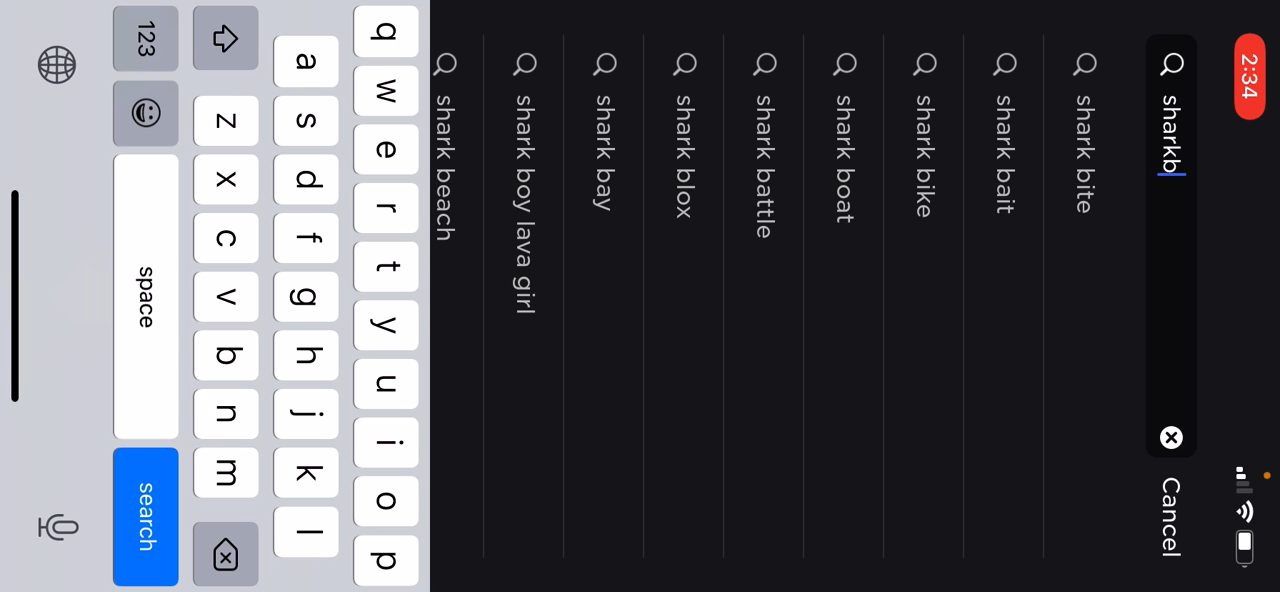 2:34
sharkb
Cancel
shark bite
shark bait
shark bike
shark boat
shark battle
shark blox
shark bay
shark boy lava girl
shark beach
q w e r t y u i o p
a s d f g h j k l
z x c v b n m
123
space
search